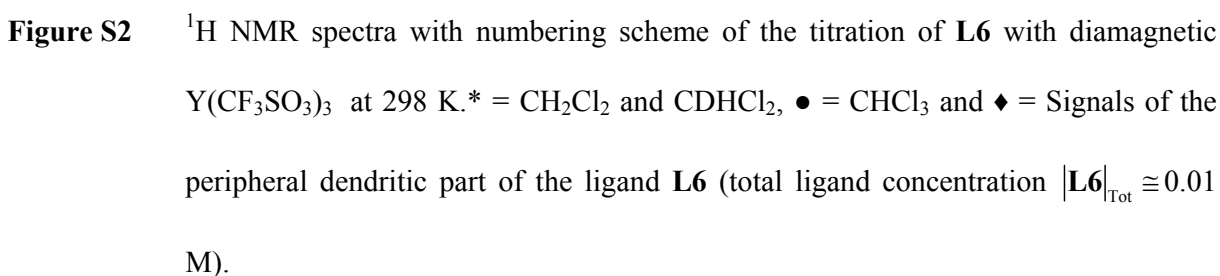 Figure S2 ¹H NMR spectra with numbering scheme of the titration of L6 with diamagnetic
Y(CF₃SO₃)₃ at 298 K.* = CH₂Cl₂ and CDHCl₂, ● = CHCl₃ and ♦ = Signals of the
peripheral dendritic part of the ligand L6 (total ligand concentration |L6|_Tot ≅ 0.01
M).